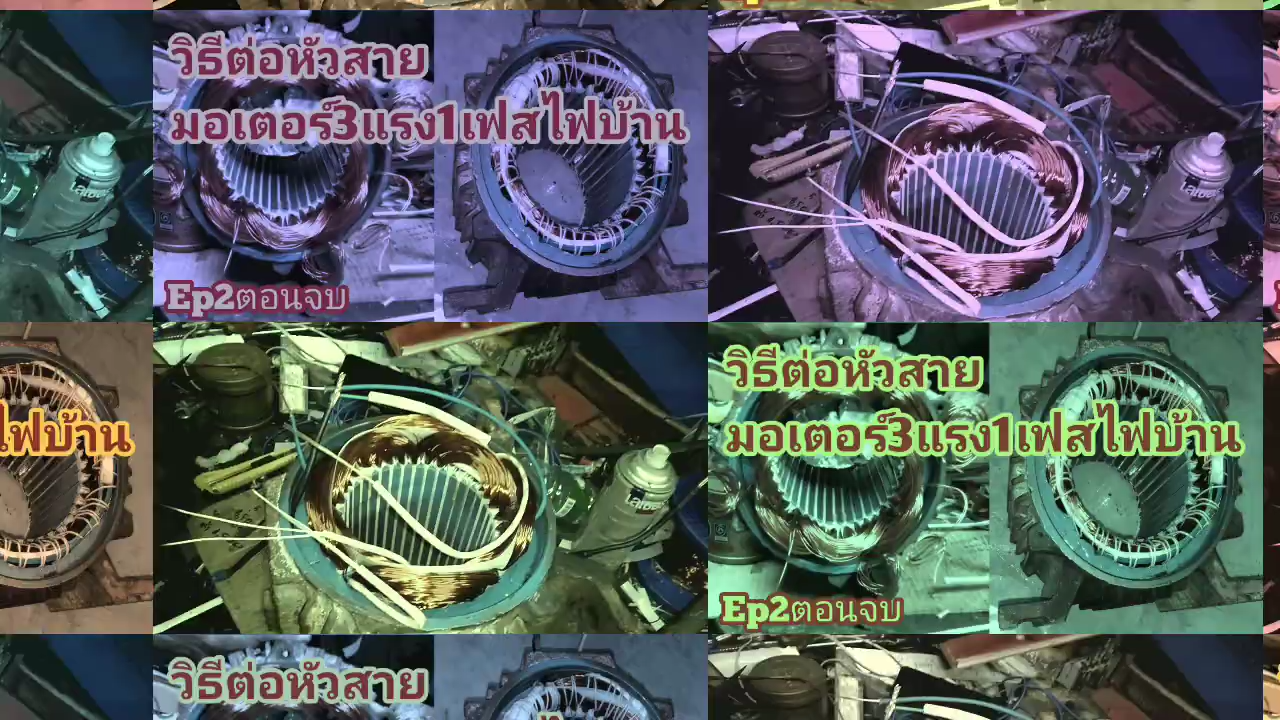 วิธีต่อหัวสาย
มอเตอร์3แรง1เฟสไฟบ้าน
Ep2ตอนจบ
ไฟบ้าน
วิธีต่อหัวสาย
มอเตอร์3แรง1เฟสไฟบ้าน
Ep2ตอนจบ
วิธีต่อหัวสาย